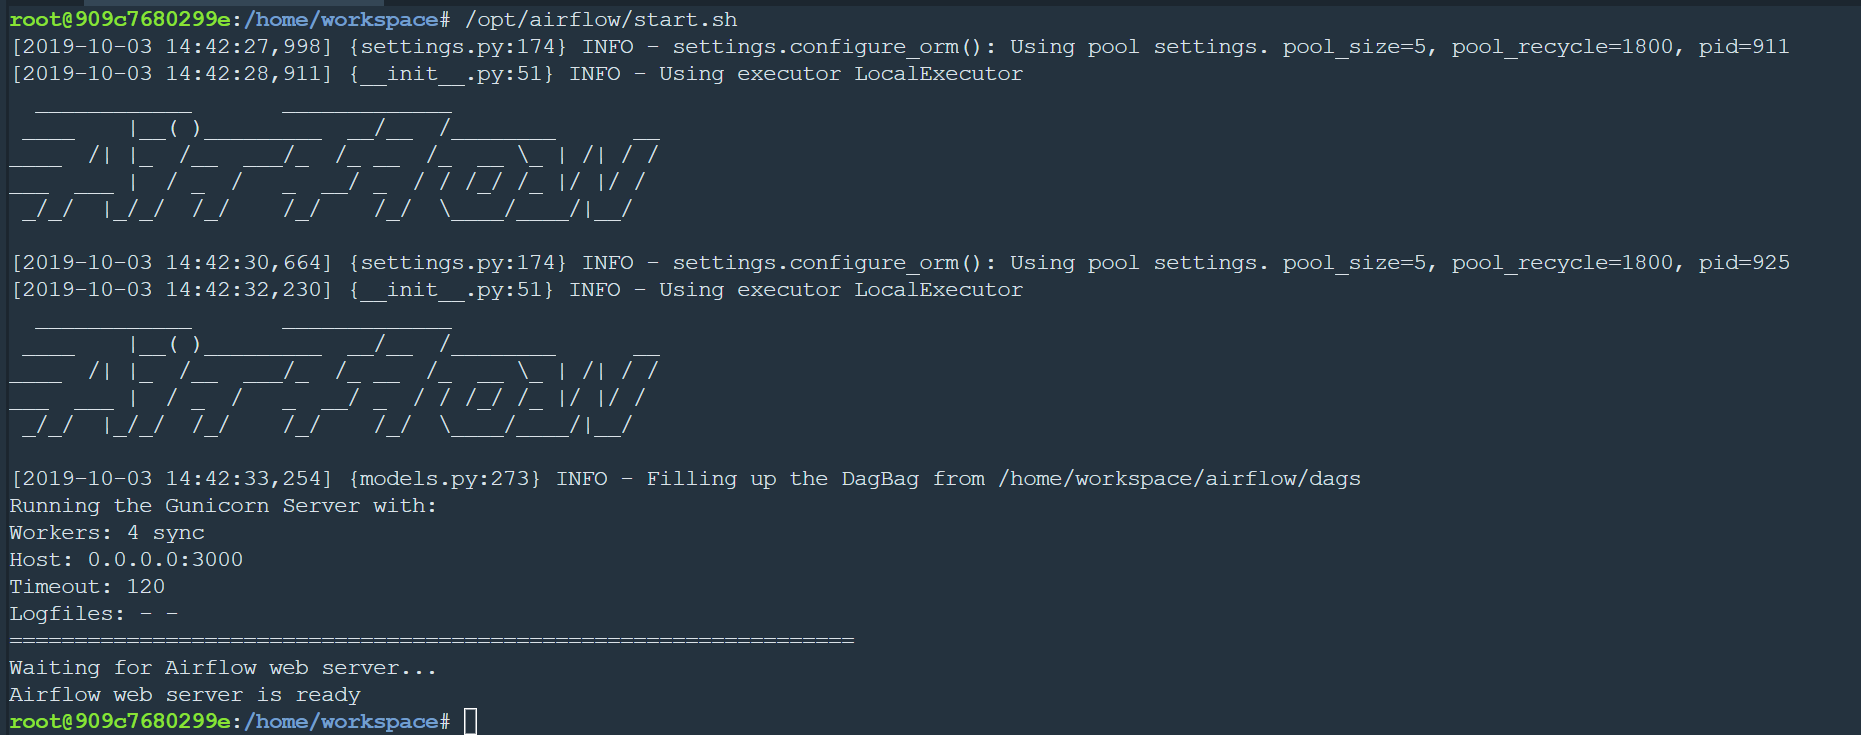 root@909c7680299e:/home/workspace# /opt/airflow/start.sh
[2019-10-03 14:42:27,998] {settings.py:174} INFO - settings.configure_orm(): Using pool settings. pool_size=5, pool_recycle=1800, pid=911
[2019-10-03 14:42:28,911] {__init__.py:51} INFO - Using executor LocalExecutor
  ____________       _____________
 ____    |__( )_________  __/__  /________      __
____  /| |_  /__  ___/_  /_ __  /_  __ \_ | /| / /
___  ___ |  / _  /   _  __/ _  / / /_/ /_ |/ |/ /
 _/_/  |_/_/  /_/    /_/    /_/  \____/____/|__/
[2019-10-03 14:42:30,664] {settings.py:174} INFO - settings.configure_orm(): Using pool settings. pool_size=5, pool_recycle=1800, pid=925
[2019-10-03 14:42:32,230] {__init__.py:51} INFO - Using executor LocalExecutor
  ____________       _____________
 ____    |__( )_________  __/__  /________      __
____  /| |_  /__  ___/_  /_ __  /_  __ \_ | /| / /
___  ___ |  / _  /   _  __/ _  / / /_/ /_ |/ |/ /
 _/_/  |_/_/  /_/    /_/    /_/  \____/____/|__/
[2019-10-03 14:42:33,254] {models.py:273} INFO - Filling up the DagBag from /home/workspace/airflow/dags
Running the Gunicorn Server with:
Workers: 4 sync
Host: 0.0.0.0:3000
Timeout: 120
Logfiles: - -
=================================================================
Waiting for Airflow web server...
Airflow web server is ready
root@909c7680299e:/home/workspace#